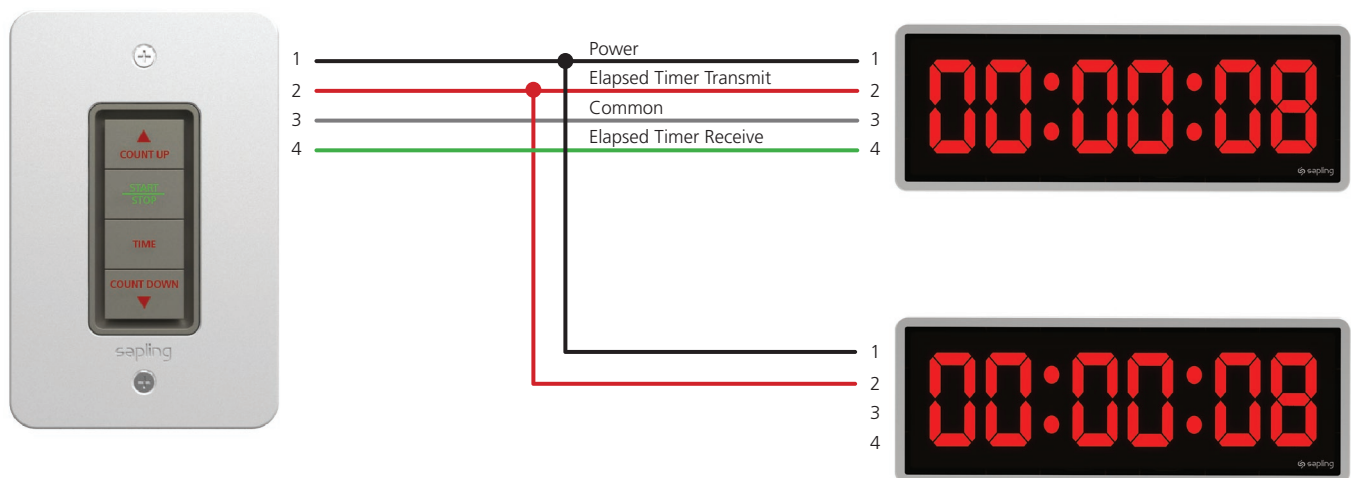 COUNT UP
START
STOP
TIME
COUNT DOWN
sapling
1 Power 1
2 Elapsed Timer Transmit 2
3 Common 3
4 Elapsed Timer Receive 4
00:00:08
sapling
1
2
3
4
00:00:08
sapling